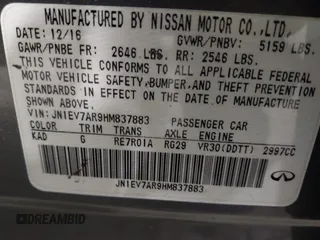 MANUFACTURED BY NISSAN MOTOR CO.,LTD.
DATE: 12/16 GVWR/PNBV: 5159 LBS.
GAWR/PNBE FR: 2646 LBS. RR: 2546 LBS.
THIS VEHICLE CONFORMS TO ALL APPLICABLE FEDERAL
MOTOR VEHICLE SAFETY,BUMPER,AND THEFT PREVENTION
STANDARDS IN EFFECT ON THE DATE OF MANUFACTURE
SHOWN ABOVE.
VIN: JN1EV7AR9HM837883 PASSENGER CAR
COLOR TRIM TRANS AXLE ENGINE
KAD G RE7R01A RG29 VR30(DDTT) 2997CC
JN1EV7AR9HM837883
INFINITI
DREAMBID